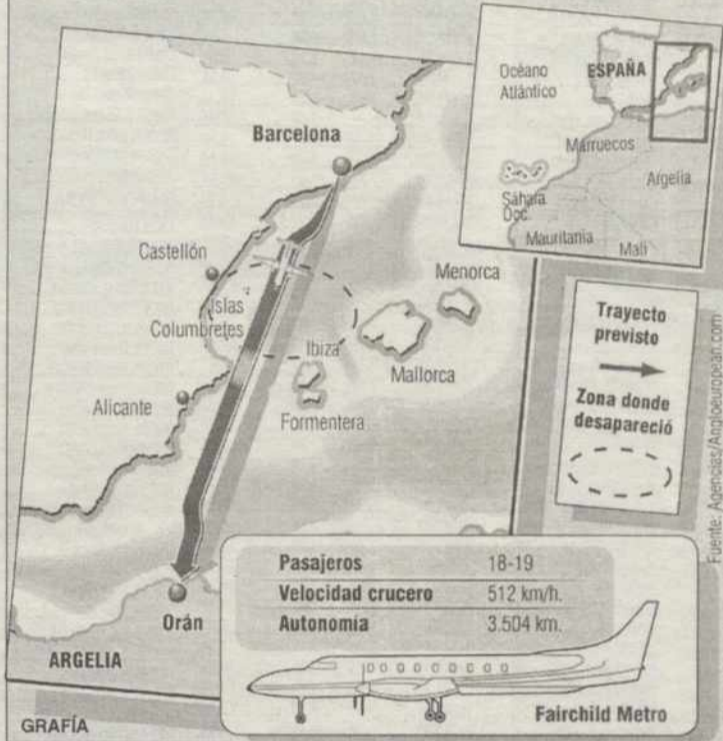 Barcelona
Castellón
Islas
Columbretes
Ibiza
Menorca
Mallorca
Alicante
Formentera
Orán
ARGELIA
Océano
Atlántico
ESPAÑA
Marruecos
Argelia
Sáhara
Occ.
Mauritania
Mali
Trayecto
previsto
Zona donde
desapareció
Fuente: Agencias/Angloeuropean.com
Pasajeros 18-19
Velocidad crucero 512 km/h.
Autonomía 3.504 km.
Fairchild Metro
GRAFÍA